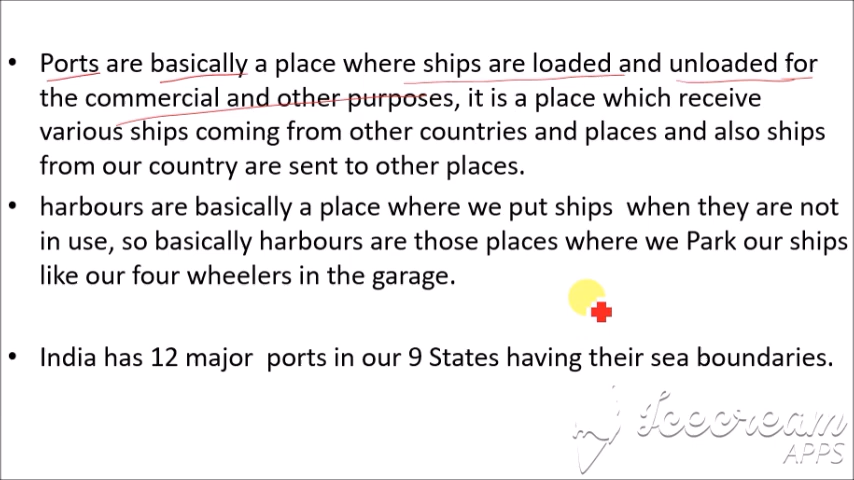 • Ports are basically a place where ships are loaded and unloaded for
the commercial and other purposes, it is a place which receive
various ships coming from other countries and places and also ships
from our country are sent to other places.
• harbours are basically a place where we put ships when they are not
in use, so basically harbours are those places where we Park our ships
like our four wheelers in the garage.
• India has 12 major ports in our 9 States having their sea boundaries.
Icecream
APPS